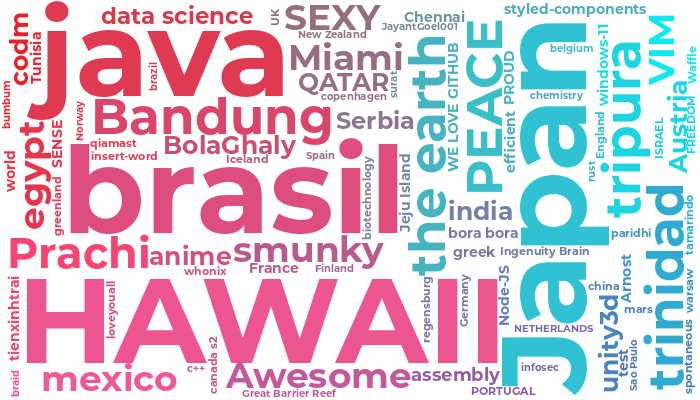 data science
UK
SEXY
Chennai
styled-components
New Zealand
JayantGoel001
codm
Tunisia
java
brazil
Miami
QATAR
copenhagen
surat
the earth
WE LOVE GITHUB
PEACE
PROUD
efficient
belgium
windows-11
VIM
Waffle
bumbum
Norway
Bandung
Serbia
chemistry
England
rust
tripura
ISRAEL
Austria
FREEDOM
egypt
SENSE
qiamast
insert-word
BolaGhaly
Iceland
Spain
world
greenland
brasil
biotechnology
Jeju Island
india
Japan
bora bora
paridhi
tamarindo
Prachi
anime
smunky
greek
Ingenuity Brain
whonix
France
Finland
Arnost
trinidad
tienxinhtrai
loveyouall
HAWAII
regensburg
Germany
Node-JS
china
mars
warsaw
spontaneous
NETHERLANDS
unity3d
test
Sao Paulo
braid
mexico
c++
canada s2
Awesome
assembly
infosec
Great Barrier Reef
PORTUGAL